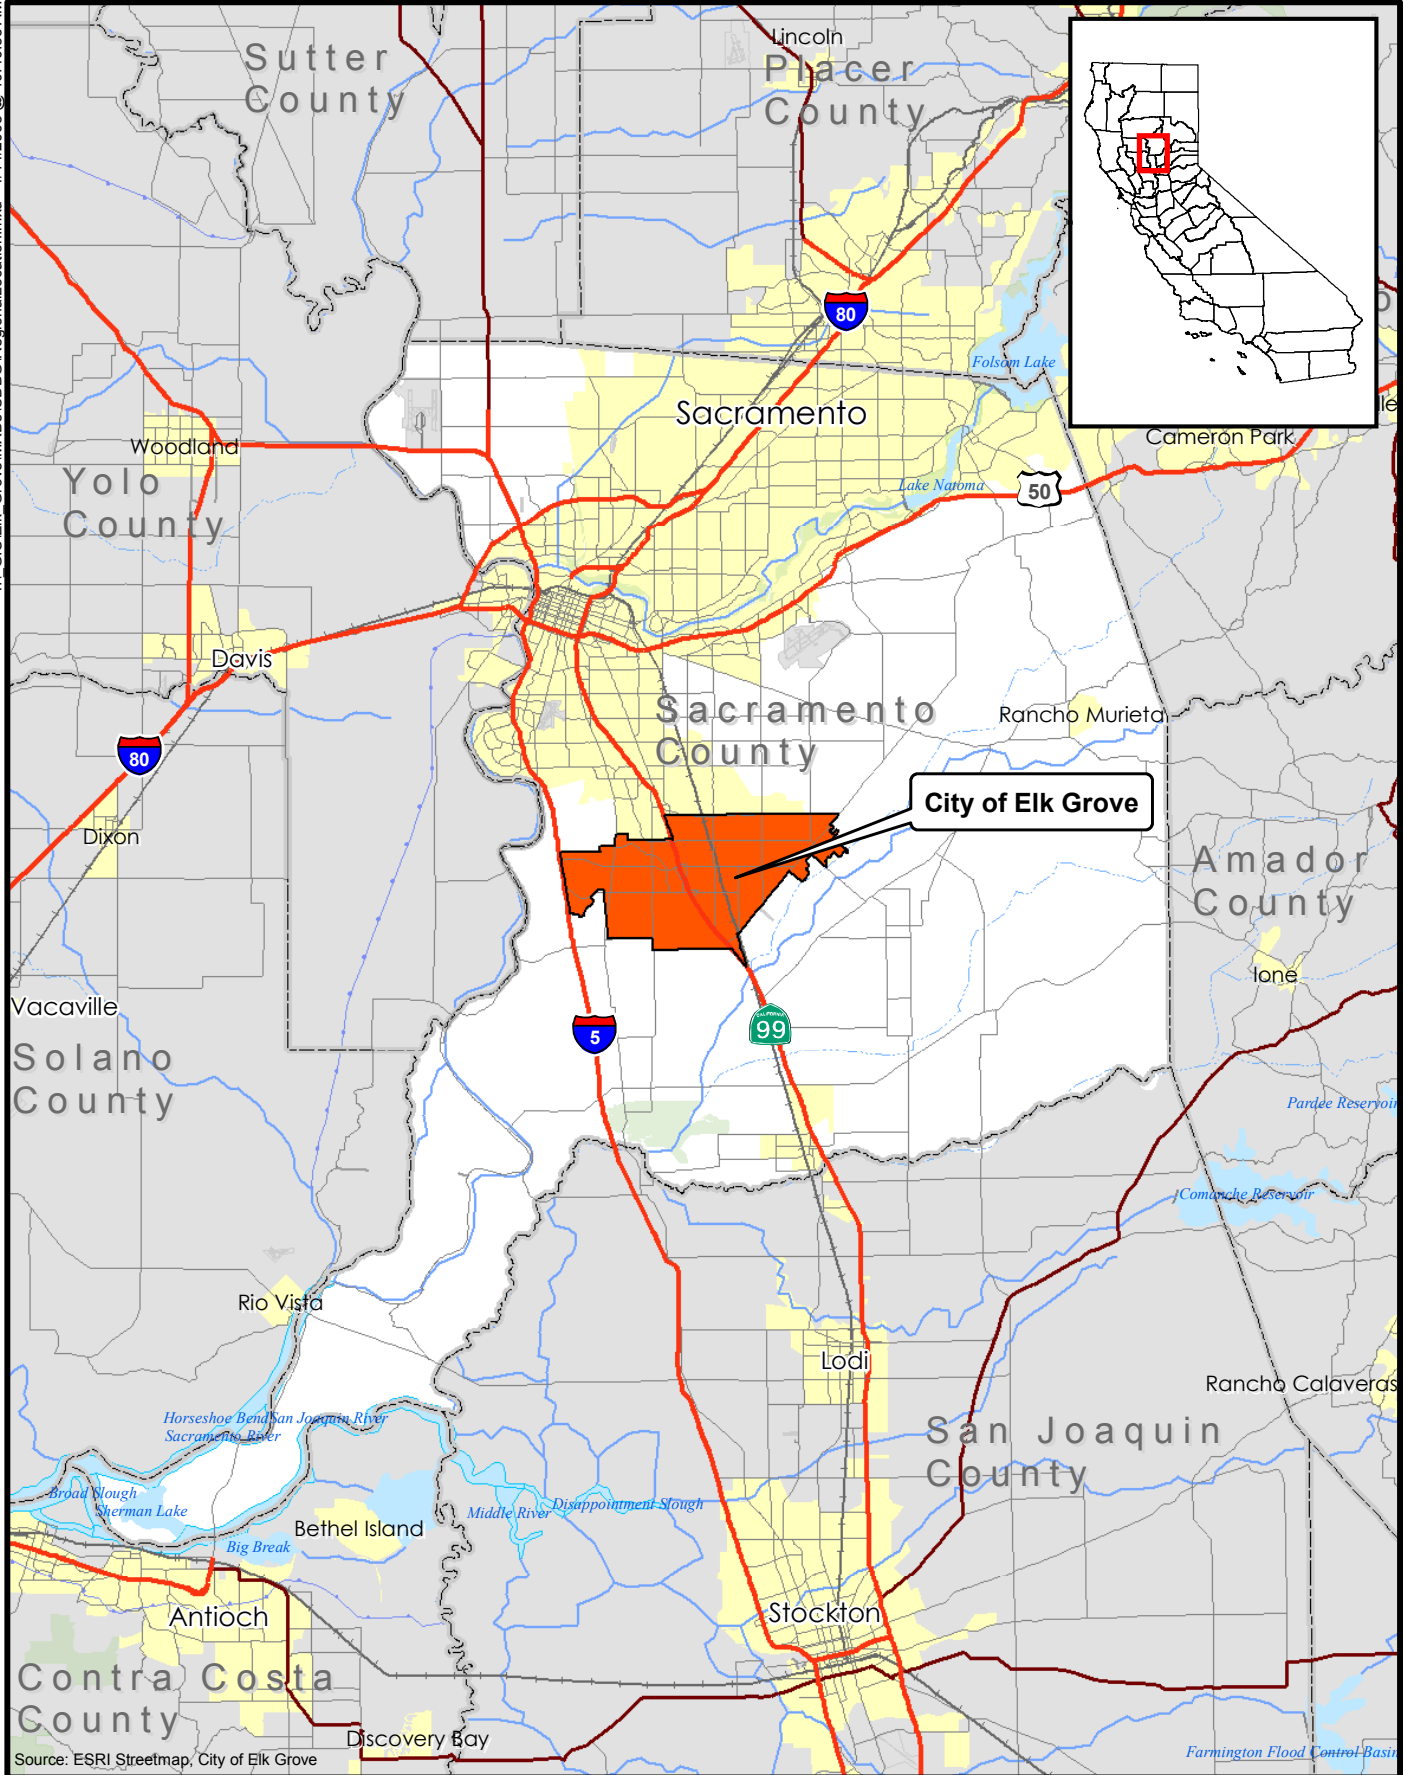 Lincoln
Sutter
County
Placer
County
80
Folsom Lake
Sacramento
Cameron Park
Woodland
Yolo
County
Lake Natoma
50
Davis
Sacramento
County
Rancho Murieta
80
City of Elk Grove
Dixon
Amador
County
Ione
Vacaville
5
CALIFORNIA
99
Solano
County
Pardee Reservoir
Comanche Reservoir
Rio Vista
Lodi
Rancho Calaveras
Horseshoe Bend
San Joaquin River
Sacramento River
San Joaquin
County
Broad Slough
Sherman Lake
Middle River
Disappointment Slough
Bethel Island
Big Break
Antioch
Stockton
Contra Costa
County
Discovery Bay
Source: ESRI Streetmap, City of Elk Grove
Farmington Flood Control Basin